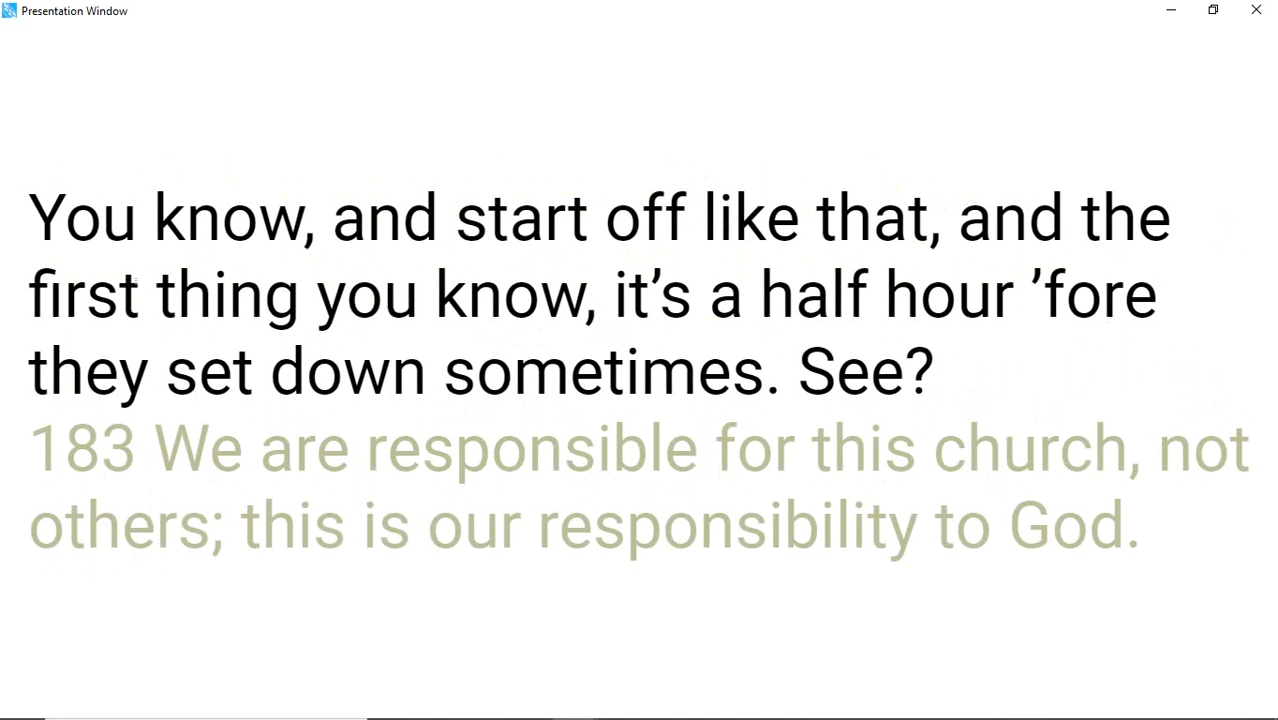 Presentation Window
You know, and start off like that, and the
first thing you know, it’s a half hour ’fore
they set down sometimes. See?
183 We are responsible for this church, not
others; this is our responsibility to God.